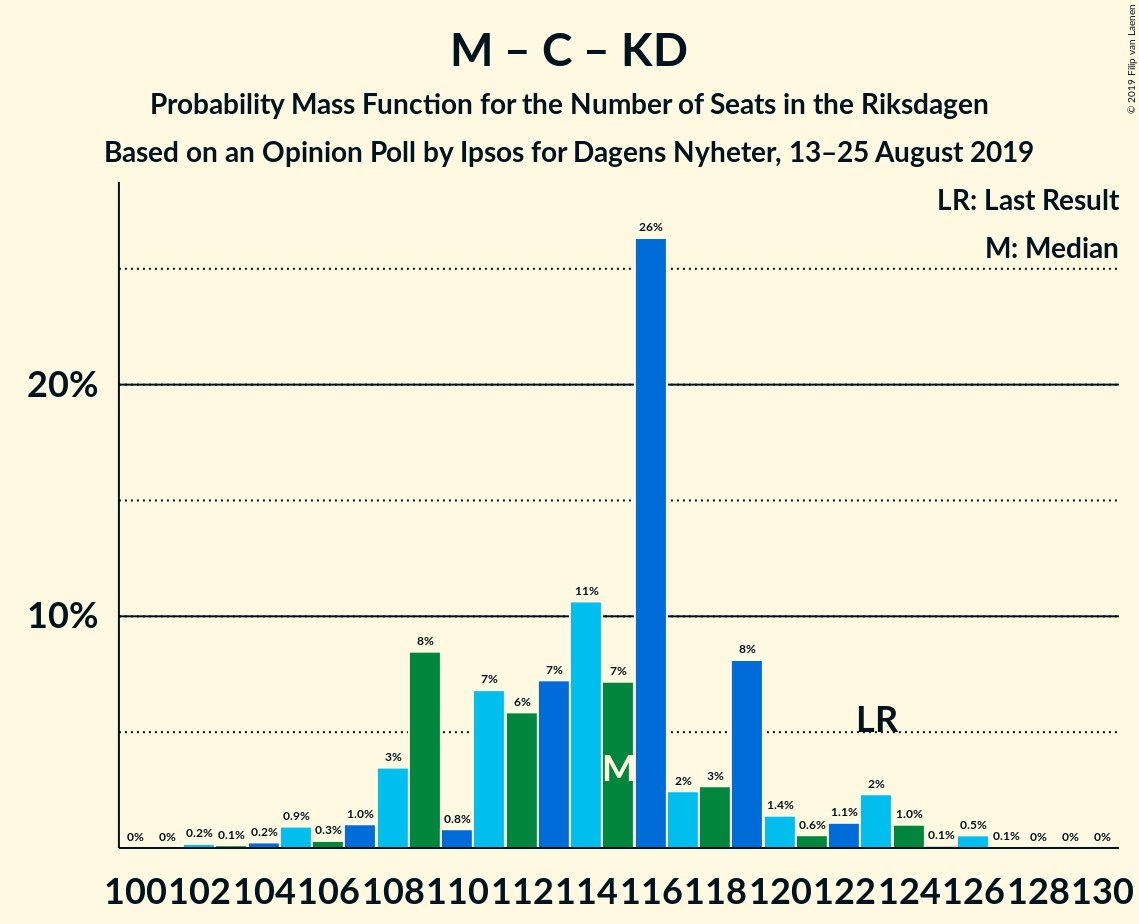 M – C – KD
Probability Mass Function for the Number of Seats in the Riksdagen
Based on an Opinion Poll by Ipsos for Dagens Nyheter, 13–25 August 2019
© 2019 Filip van Laenen
LR: Last Result
M: Median
20%
10%
0% 0% 0.2% 0.1% 0.2% 0.9% 0.3% 1.0% 3% 8% 0.8% 7% 6% 7% 11% 7% 26% 2% 3% 8% 1.4% 0.6% 1.1% 2% 1.0% 0.1% 0.5% 0.1% 0% 0% 0%
LR
M
100 102 104 106 108 110 112 114 116 118 120 122 124 126 128 130